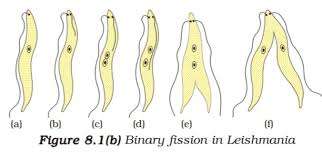 (a) (b) (c) (d) (e) (f)
Figure 8.1(b) Binary fission in Leishmania